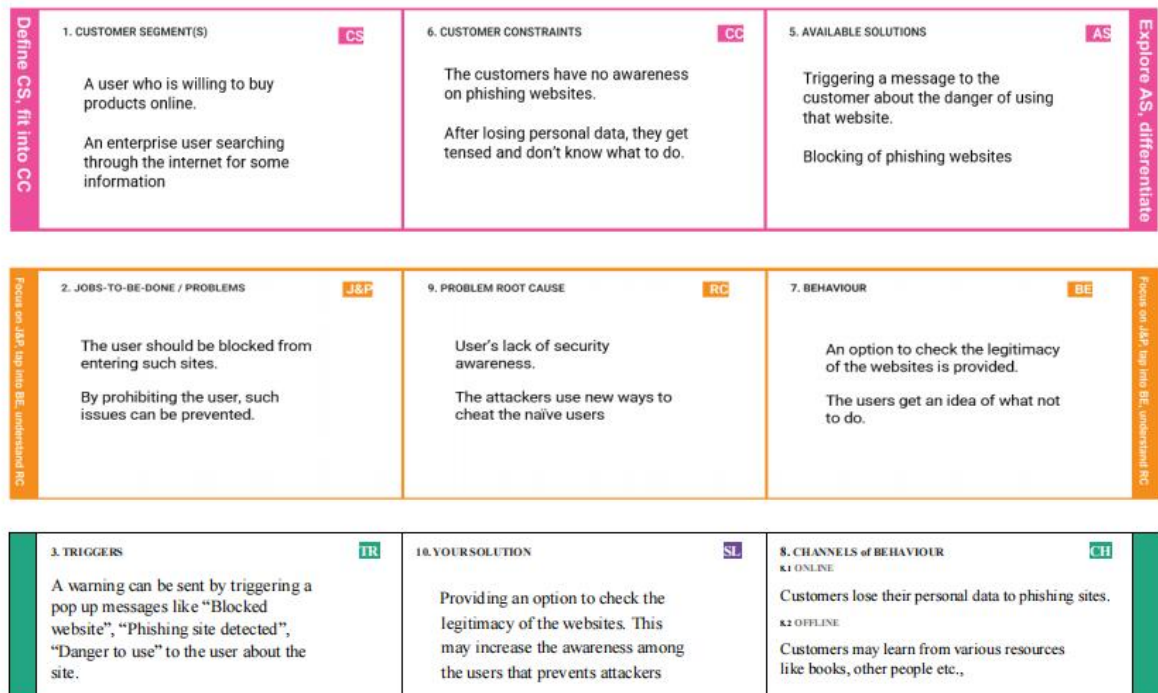 Define CS, fit into CC
1. CUSTOMER SEGMENT(S)
CS
A user who is willing to buy
products online.
An enterprise user searching
through the internet for some
information
6. CUSTOMER CONSTRAINTS
CC
The customers have no awareness
on phishing websites.
After losing personal data, they get
tensed and don't know what to do.
5. AVAILABLE SOLUTIONS
AS
Triggering a message to the
customer about the danger of using
that website.
Blocking of phishing websites
Explore AS, differentiate
Focus on J&P, tap into BE, understand RC
2. JOBS-TO-BE-DONE / PROBLEMS
J&P
The user should be blocked from
entering such sites.
By prohibiting the user, such
issues can be prevented.
9. PROBLEM ROOT CAUSE
RC
User's lack of security
awareness.
The attackers use new ways to
cheat the naïve users
7. BEHAVIOUR
BE
An option to check the legitimacy
of the websites is provided.
The users get an idea of what not
to do.
Focus on J&P, tap into BE, understand RC
3. TRIGGERS
TR
A warning can be sent by triggering a
pop up messages like “Blocked
website”, “Phishing site detected”,
“Danger to use” to the user about the
site.
10. YOUR SOLUTION
SL
Providing an option to check the
legitimacy of the websites. This
may increase the awareness among
the users that prevents attackers
8. CHANNELS of BEHAVIOUR
CH
8.1 ONLINE
Customers lose their personal data to phishing sites.
8.2 OFFLINE
Customers may learn from various resources
like books, other people etc.,